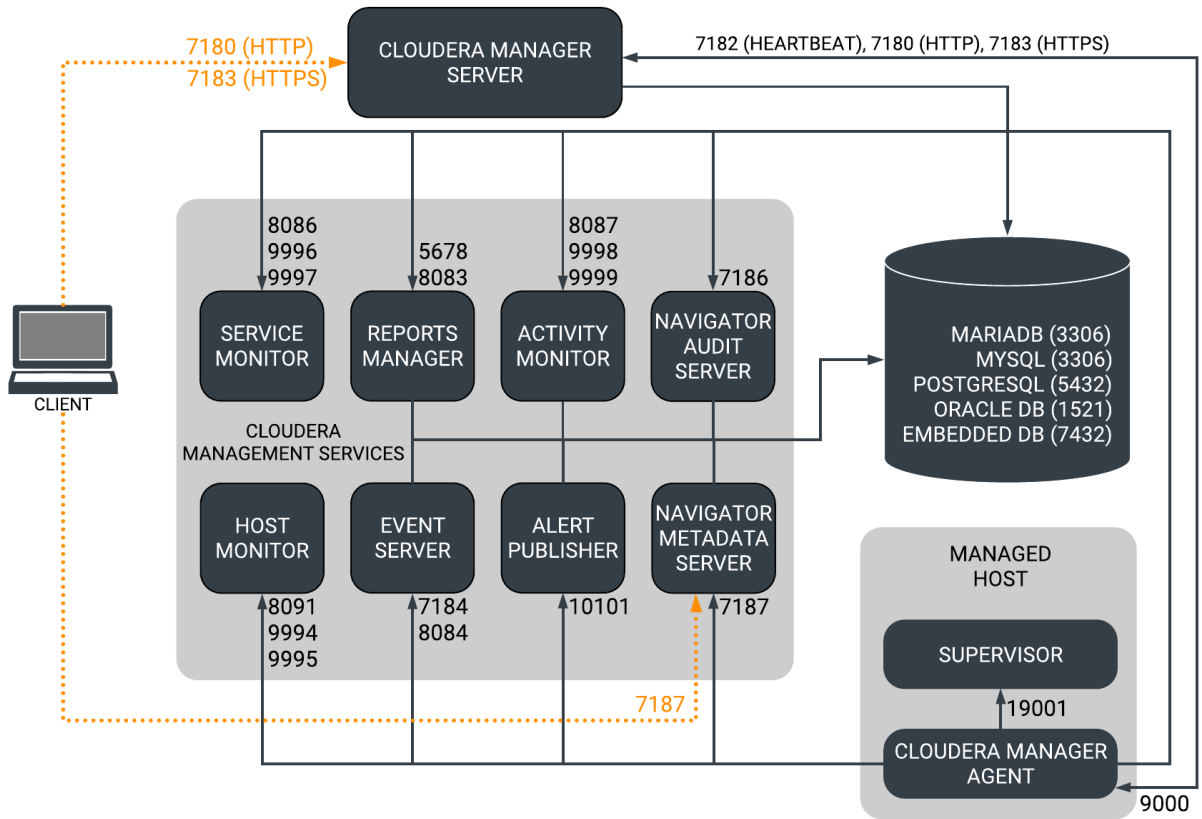 7180 (HTTP)
7183 (HTTPS)
CLOUDERA MANAGER
SERVER
7182 (HEARTBEAT), 7180 (HTTP), 7183 (HTTPS)
8086
9996
9997
5678
8083
8087
9998
9999
7186
SERVICE
MONITOR
REPORTS
MANAGER
ACTIVITY
MONITOR
NAVIGATOR
AUDIT
SERVER
MARIADB (3306)
MYSQL (3306)
POSTGRESQL (5432)
ORACLE DB (1521)
EMBEDDED DB (7432)
CLIENT
CLOUDERA
MANAGEMENT SERVICES
HOST
MONITOR
EVENT
SERVER
ALERT
PUBLISHER
NAVIGATOR
METADATA
SERVER
8091
9994
9995
7184
8084
10101
7187
7187
MANAGED
HOST
SUPERVISOR
19001
CLOUDERA MANAGER
AGENT
9000